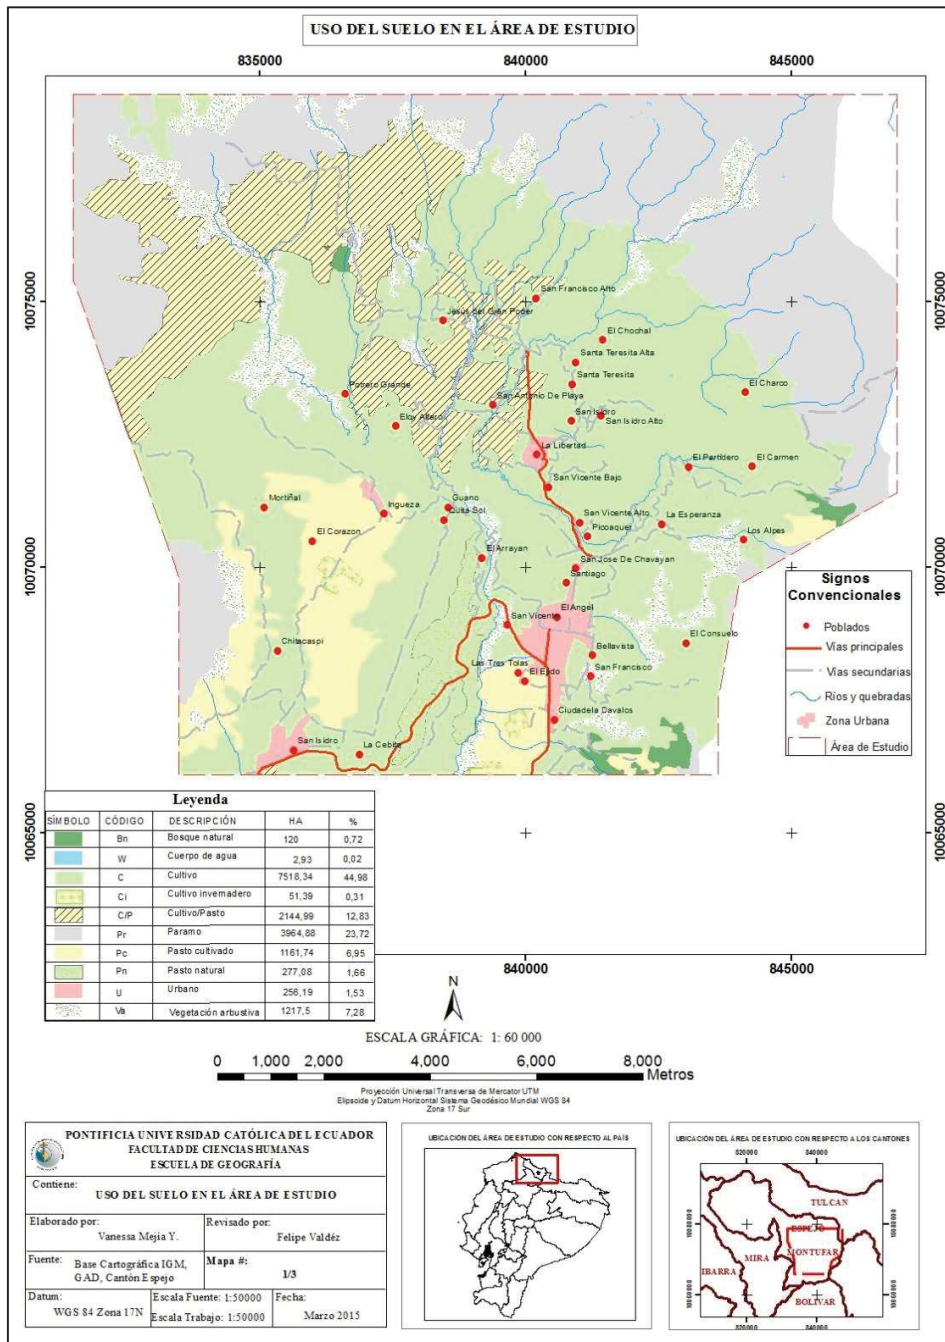 USO DEL SUELO EN EL ÁREA DE ESTUDIO
835000
840000
845000
10075000
10075000
San Francisco Alto
Jesús del Gran Poder
El Chochal
Santa Teresita Alta
Santa Teresita
El Charco
Potrero Grande
San Antonio De Playa
San Isidro
San Isidro Alto
Eloy Alfaro
La Libertad
El Partidero
El Carmen
San Vicente Bajo
Mortiñal
Ingueza
Guano
Quita Sol
San Vicente Alto
La Esperanza
Picoaquer
El Corazon
Los Alpes
El Arrayan
San Jose De Chavayan
10070000
10070000
Santiago
El Angel
San Vicente
Chitacaspi
Bellavista
El Consuelo
Las Tres Tolas
El Ejido
San Francisco
Ciudadela Davalos
San Isidro
La Cebita
Signos
Convencionales
Poblados
Vías principales
Vías secundarias
Ríos y quebradas
Zona Urbana
Área de Estudio
10065000
10065000
Leyenda
SÍMBOLO CÓDIGO DESCRIPCIÓN HA %
Bn Bosque natural 120 0,72
W Cuerpo de agua 2,93 0,02
C Cultivo 7518,34 44,98
Ci Cultivo invernadero 51,39 0,31
C/P Cultivo/Pasto 2144,99 12,83
Pr Paramo 3964,88 23,72
Pc Pasto cultivado 1161,74 6,95
Pn Pasto natural 277,08 1,66
U Urbano 256,19 1,53
Va Vegetación arbustiva 1217,5 7,28
840000
845000
N
ESCALA GRÁFICA: 1: 60 000
0 1,000 2,000 4,000 6,000 8,000
Metros
Proyección Universal Transversa de Mercator UTM
Elipsoide y Datum Horizontal Sistema Geodésico Mundial WGS 84
Zona 17 Sur
PONTIFICIA UNIVERSIDAD CATÓLICA DEL ECUADOR
FACULTAD DE CIENCIAS HUMANAS
ESCUELA DE GEOGRAFÍA
Contiene:
USO DEL SUELO EN EL ÁREA DE ESTUDIO
Elaborado por:
Vanessa Mejia Y.
Revisado por:
Felipe Valdéz
Fuente: Base Cartográfica IGM,
GAD, Cantón Espejo
Mapa #:
1/3
Datum:
WGS 84 Zona 17N
Escala Fuente: 1:50000
Escala Trabajo: 1:50000
Fecha:
Marzo 2015
UBICACIÓN DEL ÁREA DE ESTUDIO CON RESPECTO AL PAÍS
UBICACIÓN DEL ÁREA DE ESTUDIO CON RESPECTO A LOS CANTONES
820000
840000
TULCAN
ESPEJO
MONTUFAR
MIRA
IBARRA
BOLIVAR
10080000
10080000
10060000
10060000
820000
840000